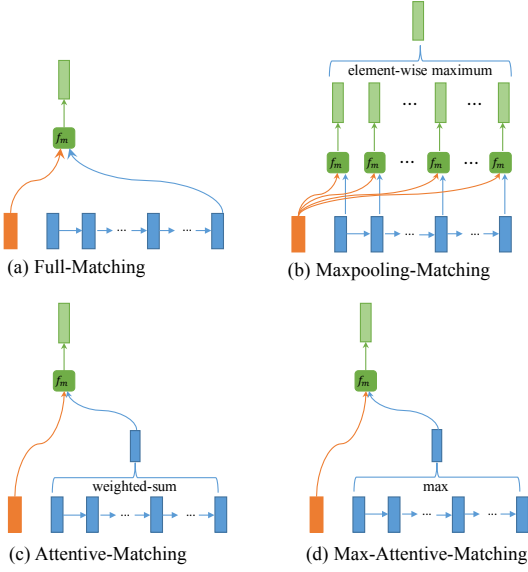 element-wise maximum
... ...
fm
fm fm ... fm ... fm
... ...
... ...
(a) Full-Matching
(b) Maxpooling-Matching
fm
fm
weighted-sum
max
... ...
... ...
(c) Attentive-Matching
(d) Max-Attentive-Matching